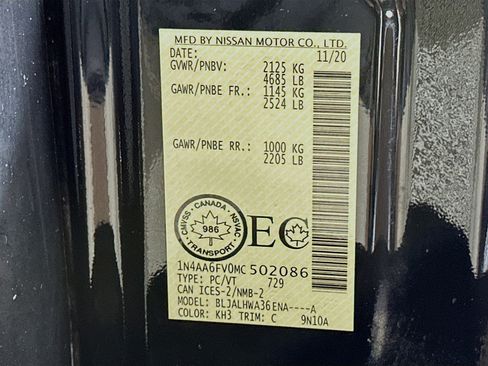 MFD BY NISSAN MOTOR CO., LTD.
DATE: 11/20
GVWR/PNBV: 2125 KG
4685 LB
GAWR/PNBE FR.: 1145 KG
2524 LB
GAWR/PNBE RR.: 1000 KG
2205 LB
CMVSS · CANADA · NSVAC
986
TRANSPORT
EC
1N4AA6FV0MC502086
TYPE: PC/VT 729
CAN ICES-2/NMB-2
MODEL: BLJALHWA36ENA----A
COLOR: KH3 TRIM: C 9N10A